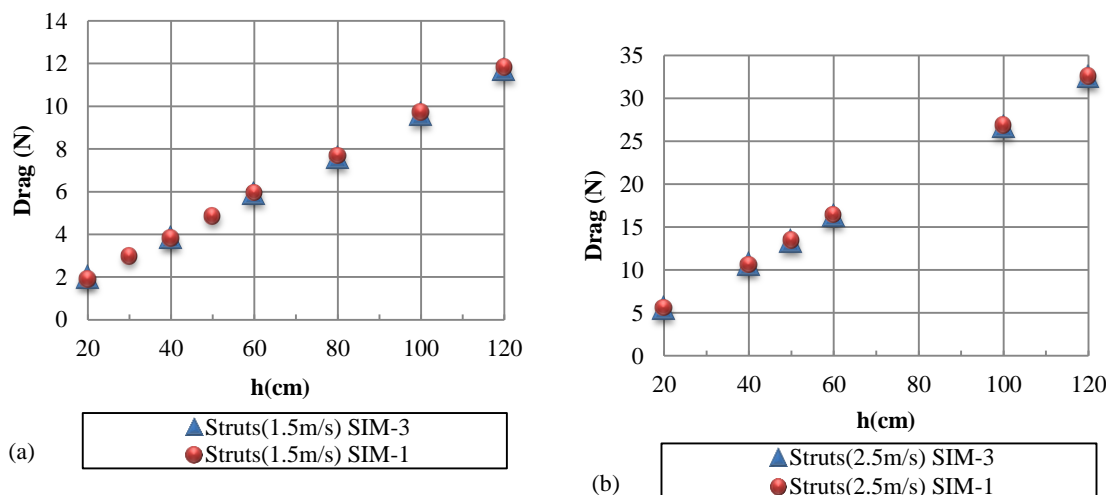 14
12
10
8
6
4
2
0
Drag (N)
20 40 60 80 100 120
h(cm)
Struts(1.5m/s) SIM-3
Struts(1.5m/s) SIM-1
(a)
35
30
25
20
15
10
5
0
Drag (N)
20 40 60 80 100 120
h(cm)
Struts(2.5m/s) SIM-3
Struts(2.5m/s) SIM-1
(b)